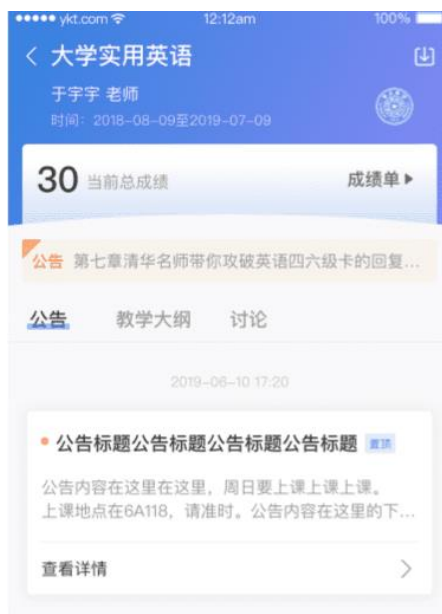 ykt.com 12:12am 100%
大学实用英语
于字字 老师
时间：2018-08-09至2019-07-09
30 当前总成绩 成绩单
公告 第七章清华名师带你攻破英语四六级卡的回复...
公告 教学大纲 讨论
2019-06-10 17:20
公告标题公告标题公告标题公告标题 置顶
公告内容在这里在这里，周日要上课上课上课。
上课地点在6A118，请准时。公告内容在这里的下...
查看详情